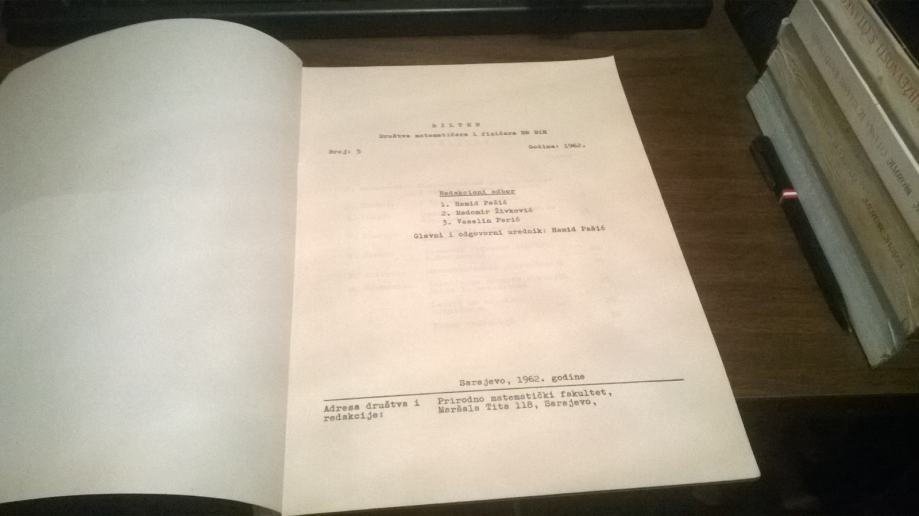 BILTEN
Društva matematičara i fizičara NR BiH
Broj: 5
Godina: 1962.
Redakcioni odbor
1. Hamid Pašić
2. Radomir Živković
3. Veselin Perić
Glavni i odgovorni urednik: Hamid Pašić
Sarajevo, 1962. godine
Adresa društva i
redakcije:
Prirodno matematički fakultet,
Maršala Tita 118, Sarajevo,